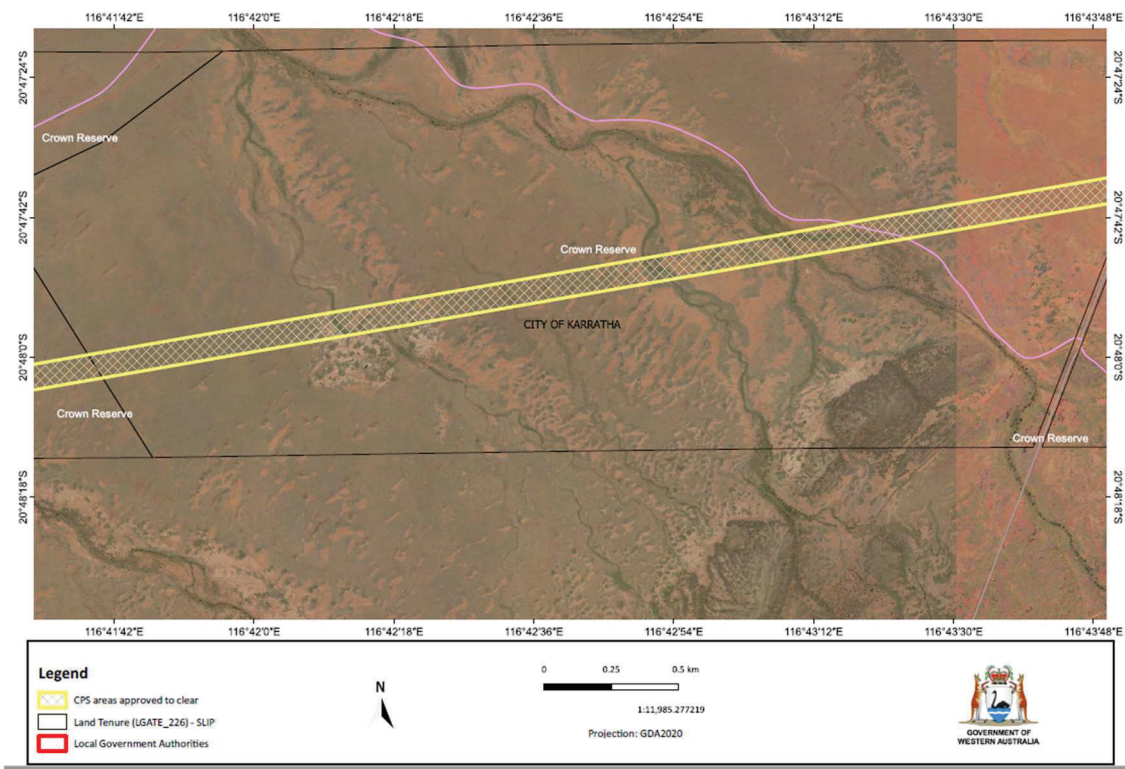 116°41'42"E 116°42'0"E 116°42'18"E 116°42'36"E 116°42'54"E 116°43'12"E 116°43'30"E 116°43'48"E
20°47'24"S
20°47'24"S
Crown Reserve
20°47'42"S
20°47'42"S
Crown Reserve
CITY OF KARRATHA
20°48'0"S
20°48'0"S
Crown Reserve
Crown Reserve
20°48'18"S
20°48'18"S
116°41'42"E 116°42'0"E 116°42'18"E 116°42'36"E 116°42'54"E 116°43'12"E 116°43'30"E 116°43'48"E
Legend
CPS areas approved to clear
Land Tenure (LGATE_226) - SLIP
Local Government Authorities
N
0 0.25 0.5 km
1:11,985.277219
Projection: GDA2020
GOVERNMENT OF
WESTERN AUSTRALIA